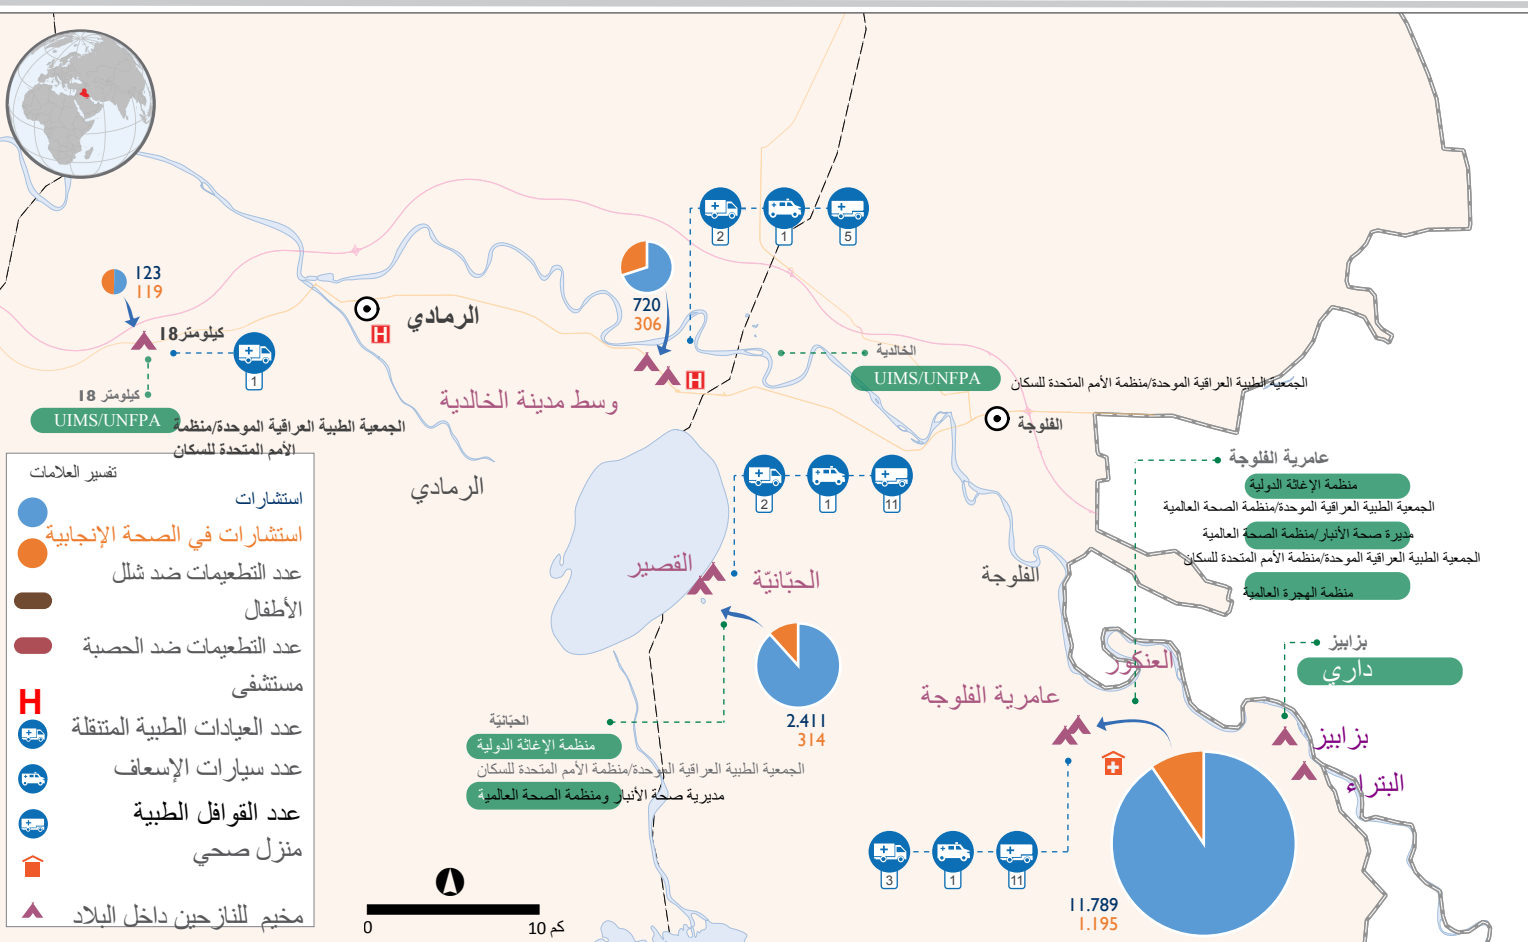 2
1
5
123
119
720
306
كيلومتر18
1
كيلومتر 18
UIMS/UNFPA
الجمعية الطبية العراقية الموحدة/منظمة
الأمم المتحدة للسكان
الرمادي
وسط مدينة الخالدية
الرمادي
الخالدية
UIMS/UNFPA
الجمعية الطبية العراقية الموحدة/منظمة الأمم المتحدة للسكان
الفلوجة
عامرية الفلوجة
منظمة الإغاثة الدولية
الجمعية الطبية العراقية الموحدة/منظمة الصحة العالمية
مديرة صحة الأنبار/منظمة الصحة العالمية
الجمعية الطبية العراقية الموحدة/منظمة الأمم المتحدة للسكان
منظمة الهجرة العالمية
2
1
11
القصير
الحبّانيّة
الفلوجة
2.411
314
الحبّانيّة
منظمة الإغاثة الدولية
الجمعية الطبية العراقية الموحدة/منظمة الأمم المتحدة للسكان
مديرية صحة الأنبار ومنظمة الصحة العالمية
بزابيز
داري
العنكور
عامرية الفلوجة
بزابيز
البتراء
3
1
11
11.789
1.195
تفسير العلامات
استشارات
استشارات في الصحة الإنجابية
عدد التطعيمات ضد شلل
الأطفال
عدد التطعيمات ضد الحصبة
H مستشفى
عدد العيادات الطبية المتنقلة
عدد سيارات الإسعاف
عدد القوافل الطبية
منزل صحي
مخيم للنازحين داخل البلاد
0
10 كم
H
H